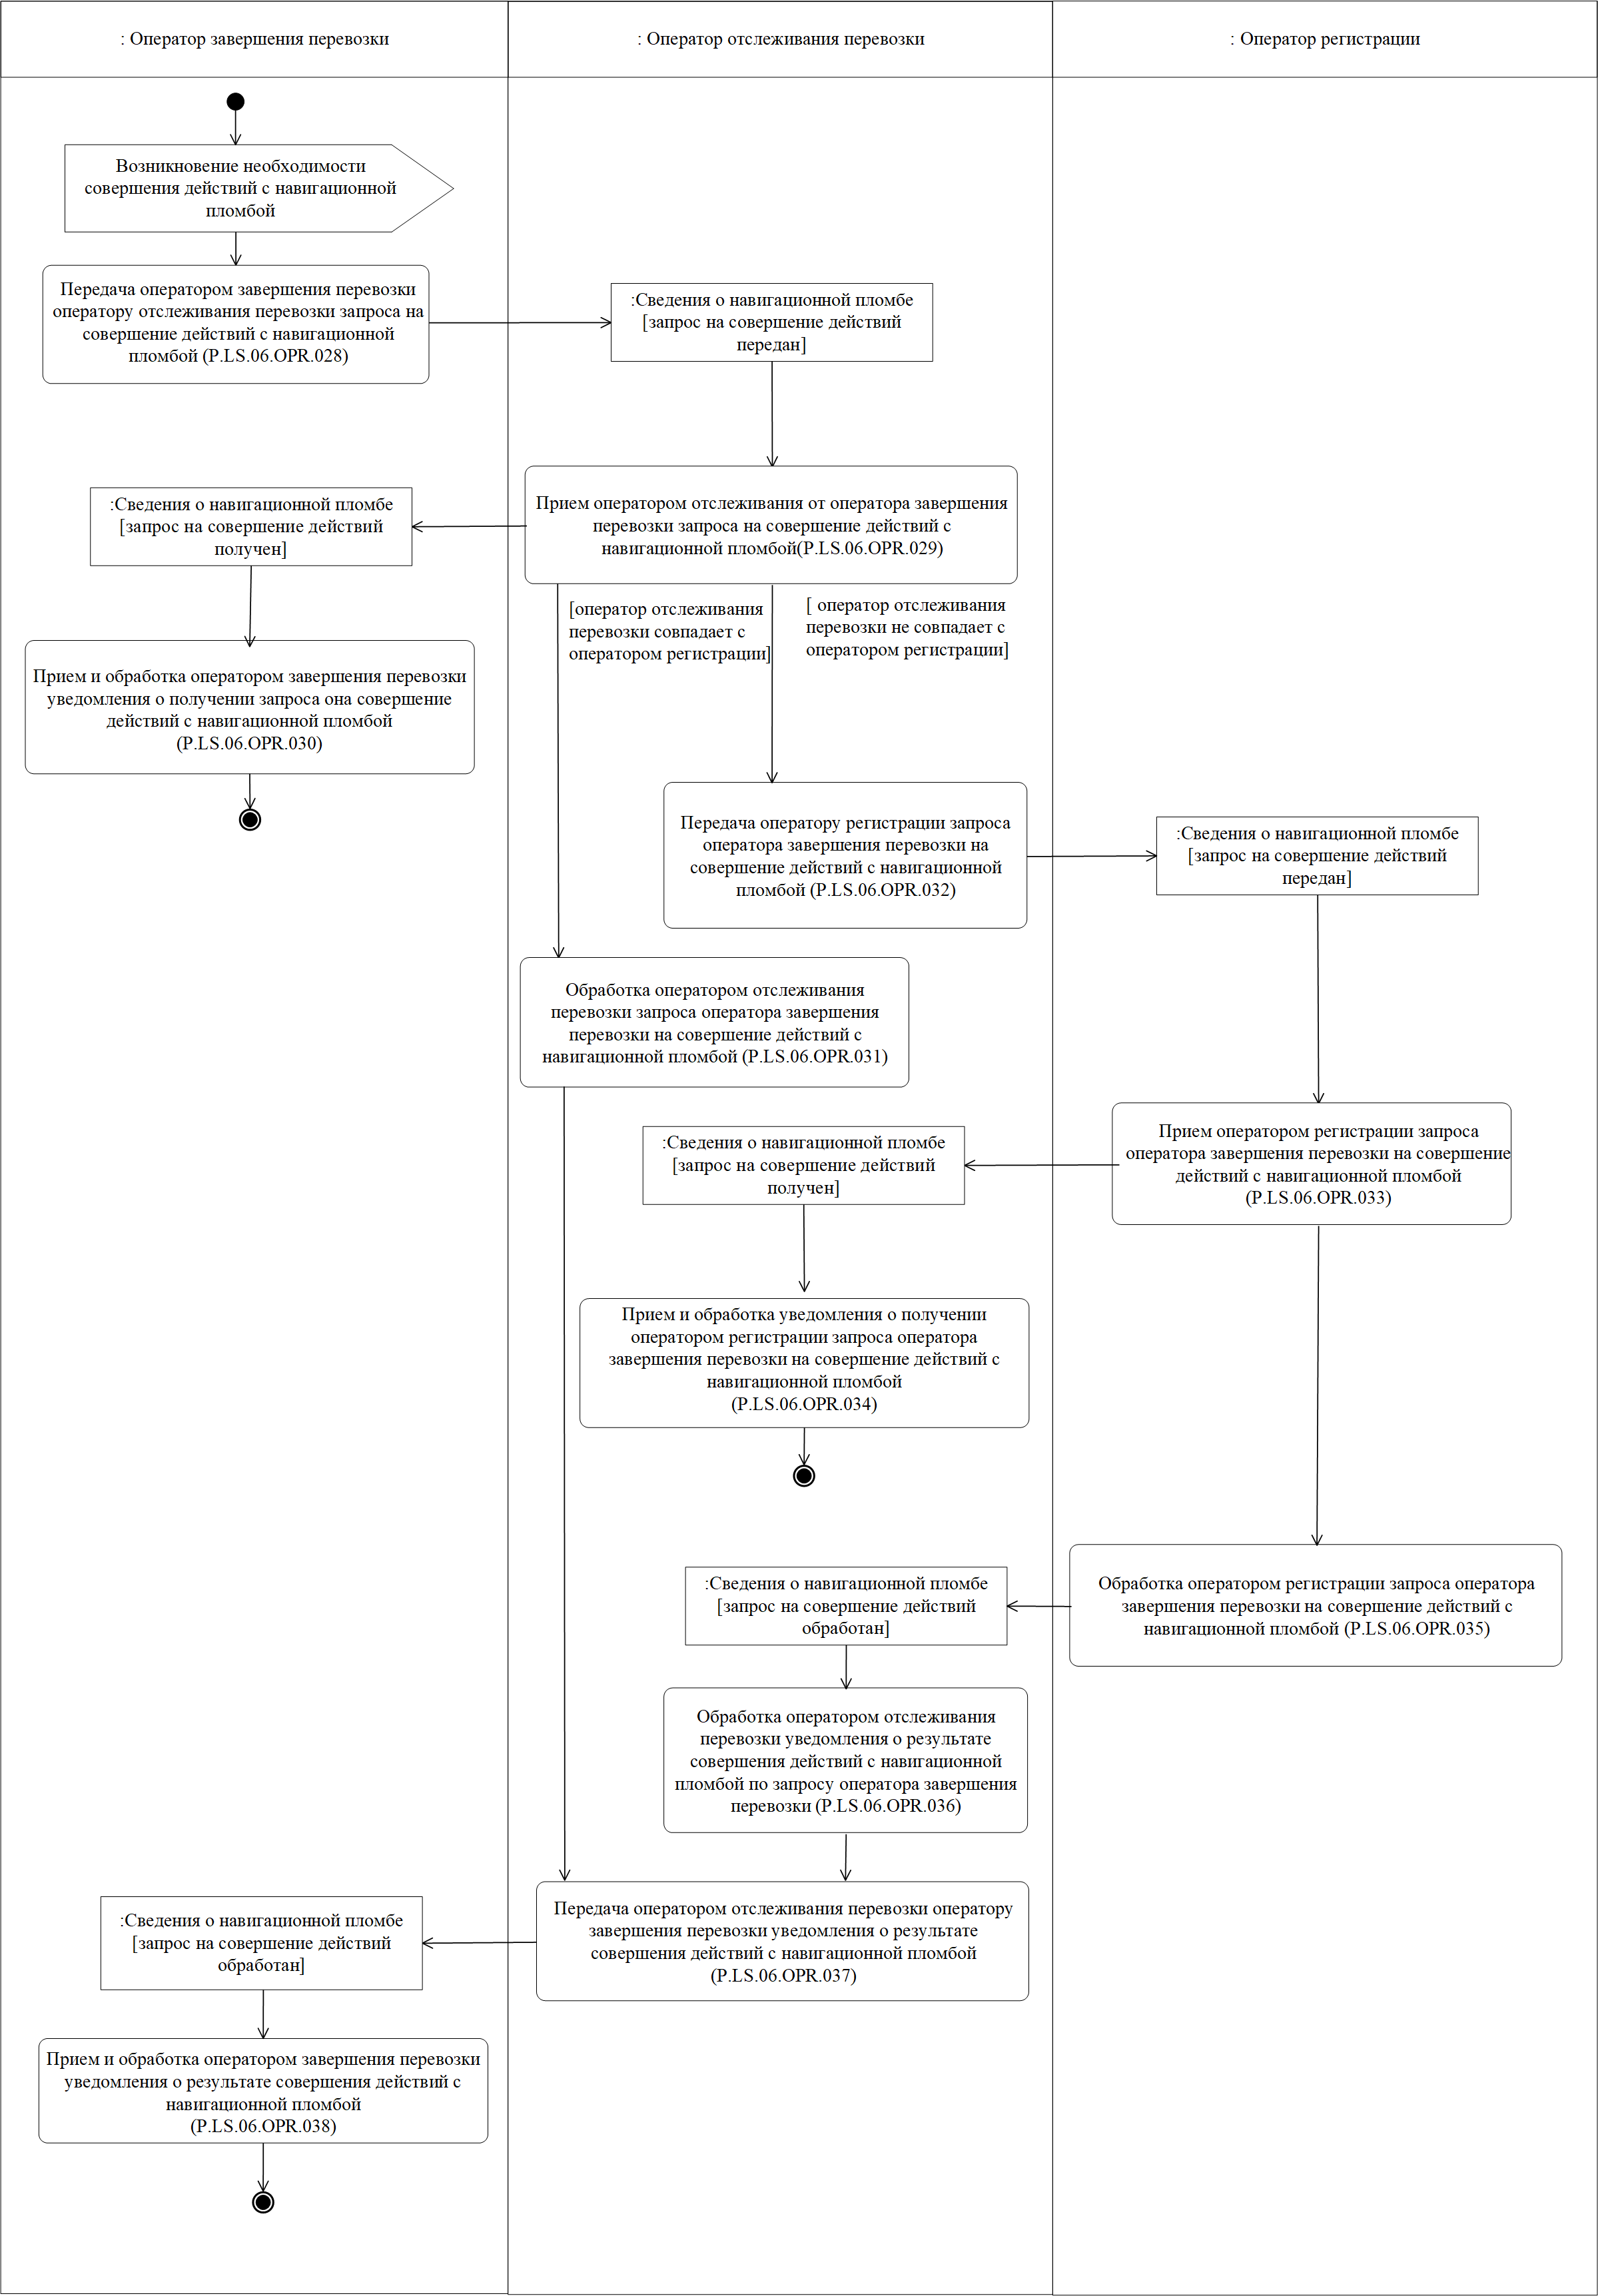 : Оператор завершения перевозки
: Оператор отслеживания перевозки
: Оператор регистрации
Возникновение необходимости
совершения действий с навигационной
пломбой
Передача оператором завершения перевозки
оператору отслеживания перевозки запроса на
совершение действий с навигационной
пломбой (P.LS.06.OPR.028)
:Сведения о навигационной пломбе
[запрос на совершение действий
передан]
:Сведения о навигационной пломбе
[запрос на совершение действий
получен]
Прием оператором отслеживания от оператора завершения
перевозки запроса на совершение действий с
навигационной пломбой(P.LS.06.OPR.029)
[оператор отслеживания
перевозки совпадает с
оператором регистрации]
[ оператор отслеживания
перевозки не совпадает с
оператором регистрации]
Прием и обработка оператором завершения перевозки
уведомления о получении запроса она совершение
действий с навигационной пломбой
(P.LS.06.OPR.030)
Передача оператору регистрации запроса
оператора завершения перевозки на
совершение действий с навигационной
пломбой (P.LS.06.OPR.032)
:Сведения о навигационной пломбе
[запрос на совершение действий
передан]
Обработка оператором отслеживания
перевозки запроса оператора завершения
перевозки на совершение действий с
навигационной пломбой (P.LS.06.OPR.031)
:Сведения о навигационной пломбе
[запрос на совершение действий
получен]
Прием оператором регистрации запроса
оператора завершения перевозки на совершение
действий с навигационной пломбой
(P.LS.06.OPR.033)
Прием и обработка уведомления о получении
оператором регистрации запроса оператора
завершения перевозки на совершение действий с
навигационной пломбой
(P.LS.06.OPR.034)
:Сведения о навигационной пломбе
[запрос на совершение действий
обработан]
Обработка оператором регистрации запроса оператора
завершения перевозки на совершение действий с
навигационной пломбой (P.LS.06.OPR.035)
Обработка оператором отслеживания
перевозки уведомления о результате
совершения действий с навигационной
пломбой по запросу оператора завершения
перевозки (P.LS.06.OPR.036)
:Сведения о навигационной пломбе
[запрос на совершение действий
обработан]
Передача оператором отслеживания перевозки оператору
завершения перевозки уведомления о результате
совершения действий с навигационной пломбой
(P.LS.06.OPR.037)
Прием и обработка оператором завершения перевозки
уведомления о результате совершения действий с
навигационной пломбой
(P.LS.06.OPR.038)